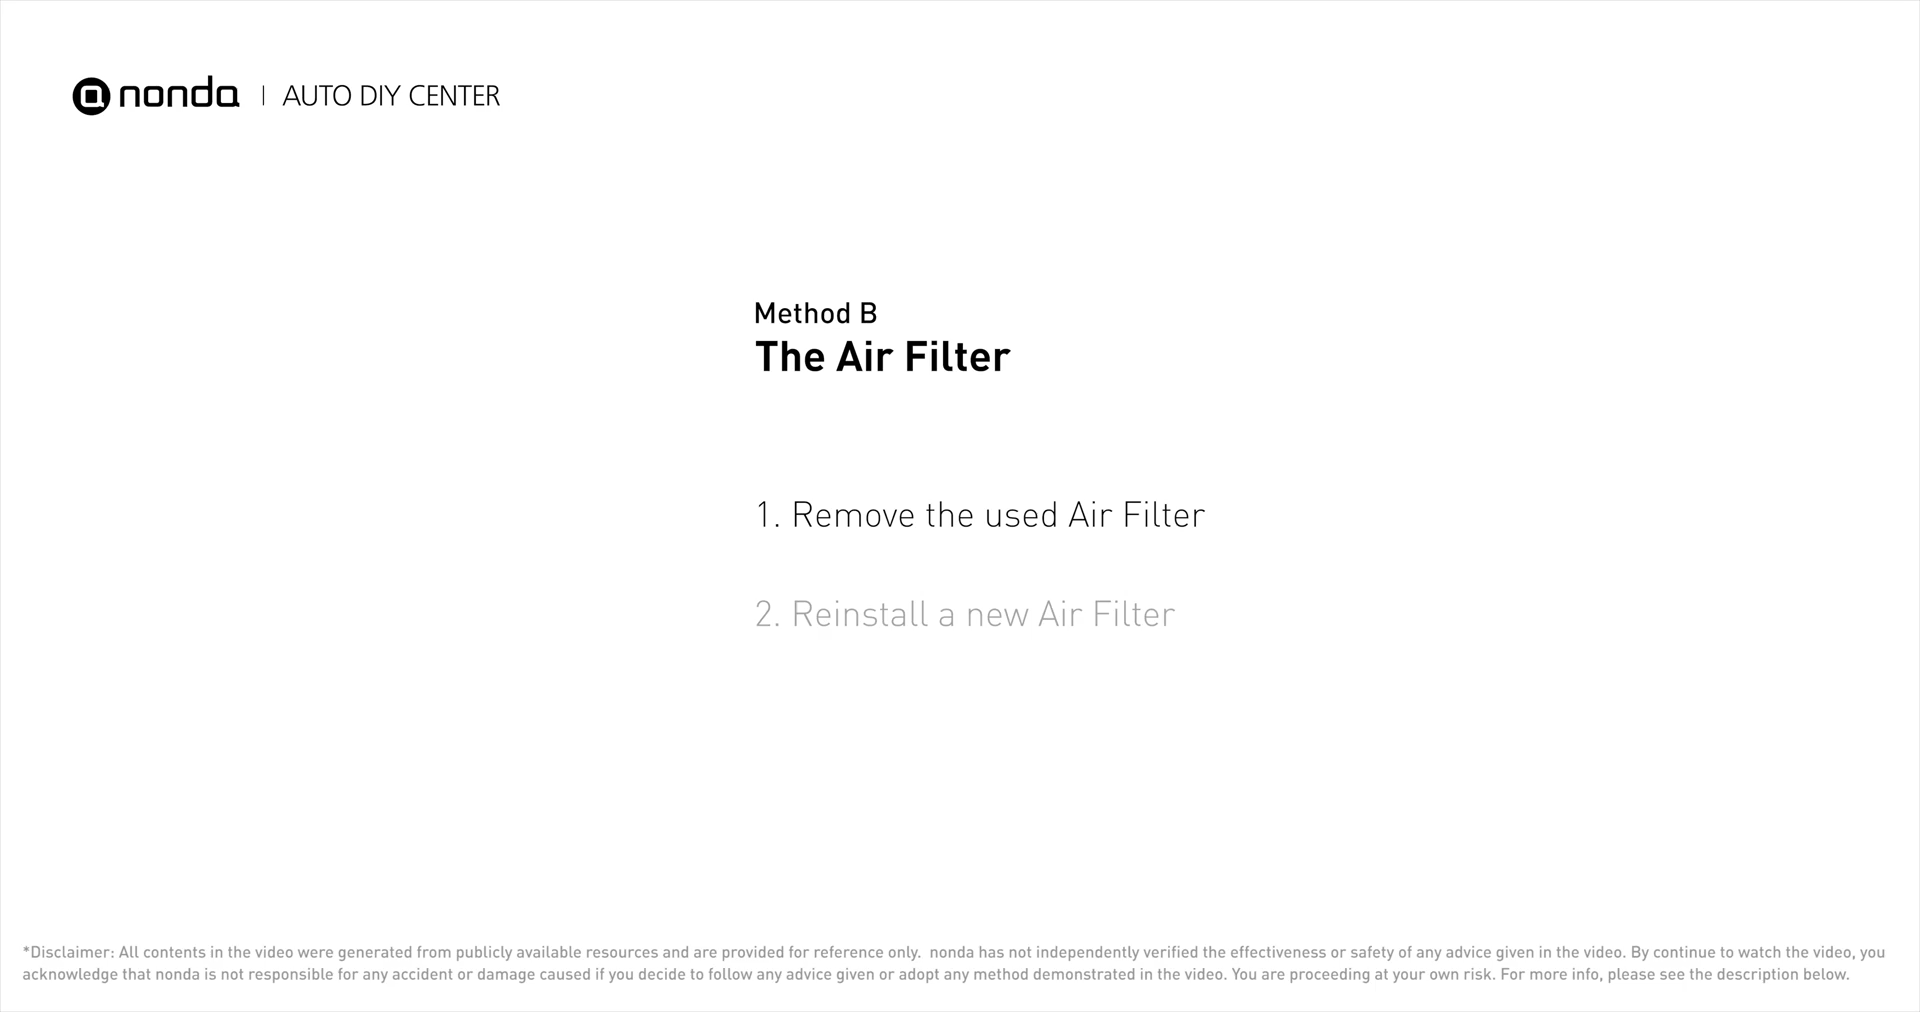 nonda | AUTO DIY CENTER
Method B
The Air Filter
1. Remove the used Air Filter
2. Reinstall a new Air Filter
*Disclaimer: All contents in the video were generated from publicly available resources and are provided for reference only.  nonda has not independently verified the effectiveness or safety of any advice given in the video. By continue to watch the video, you
acknowledge that nonda is not responsible for any accident or damage caused if you decide to follow any advice given or adopt any method demonstrated in the video. You are proceeding at your own risk. For more info, please see the description below.